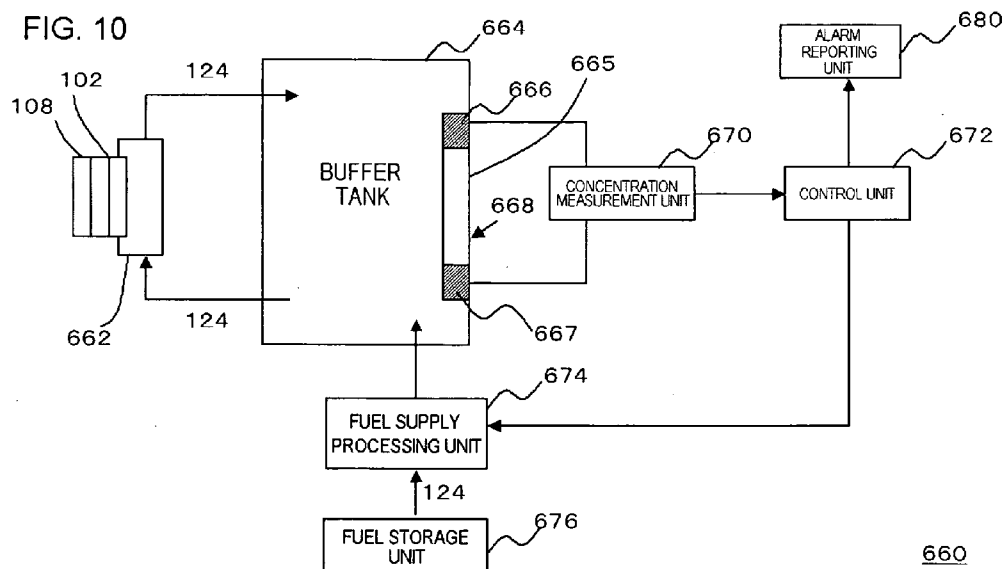 FIG. 10
664
680
ALARM
REPORTING
UNIT
124
102
665
108
666
670
672
BUFFER
TANK
CONCENTRATION
MEASUREMENT UNIT
CONTROL UNIT
668
124
662
667
674
FUEL SUPPLY
PROCESSING UNIT
124
FUEL STORAGE
UNIT
676
660